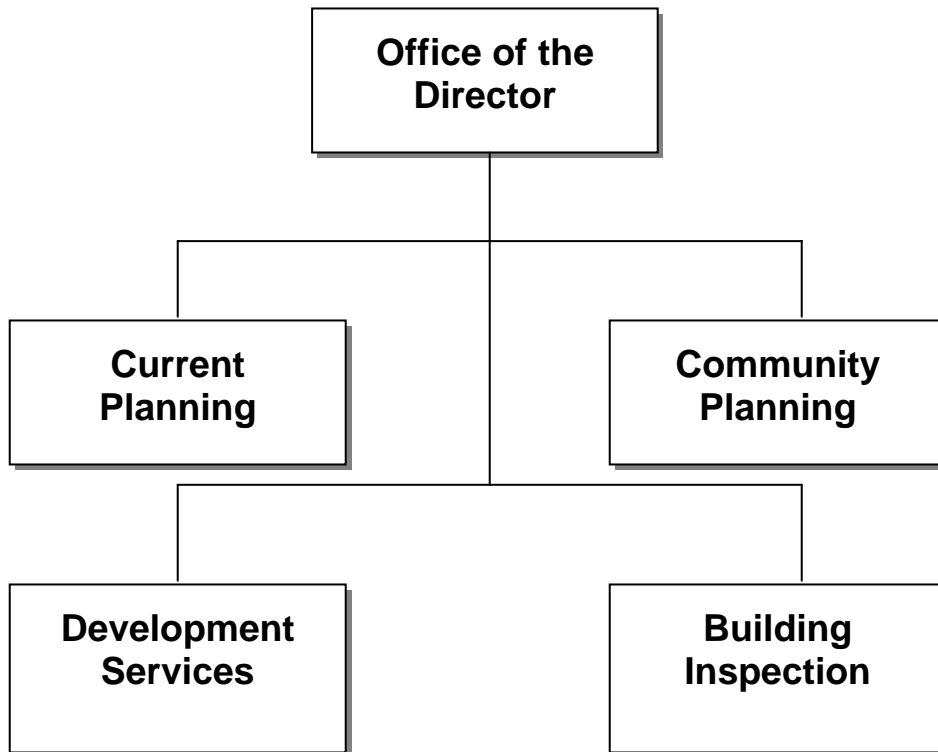 Office of the
Director
Current
Planning
Community
Planning
Development
Services
Building
Inspection